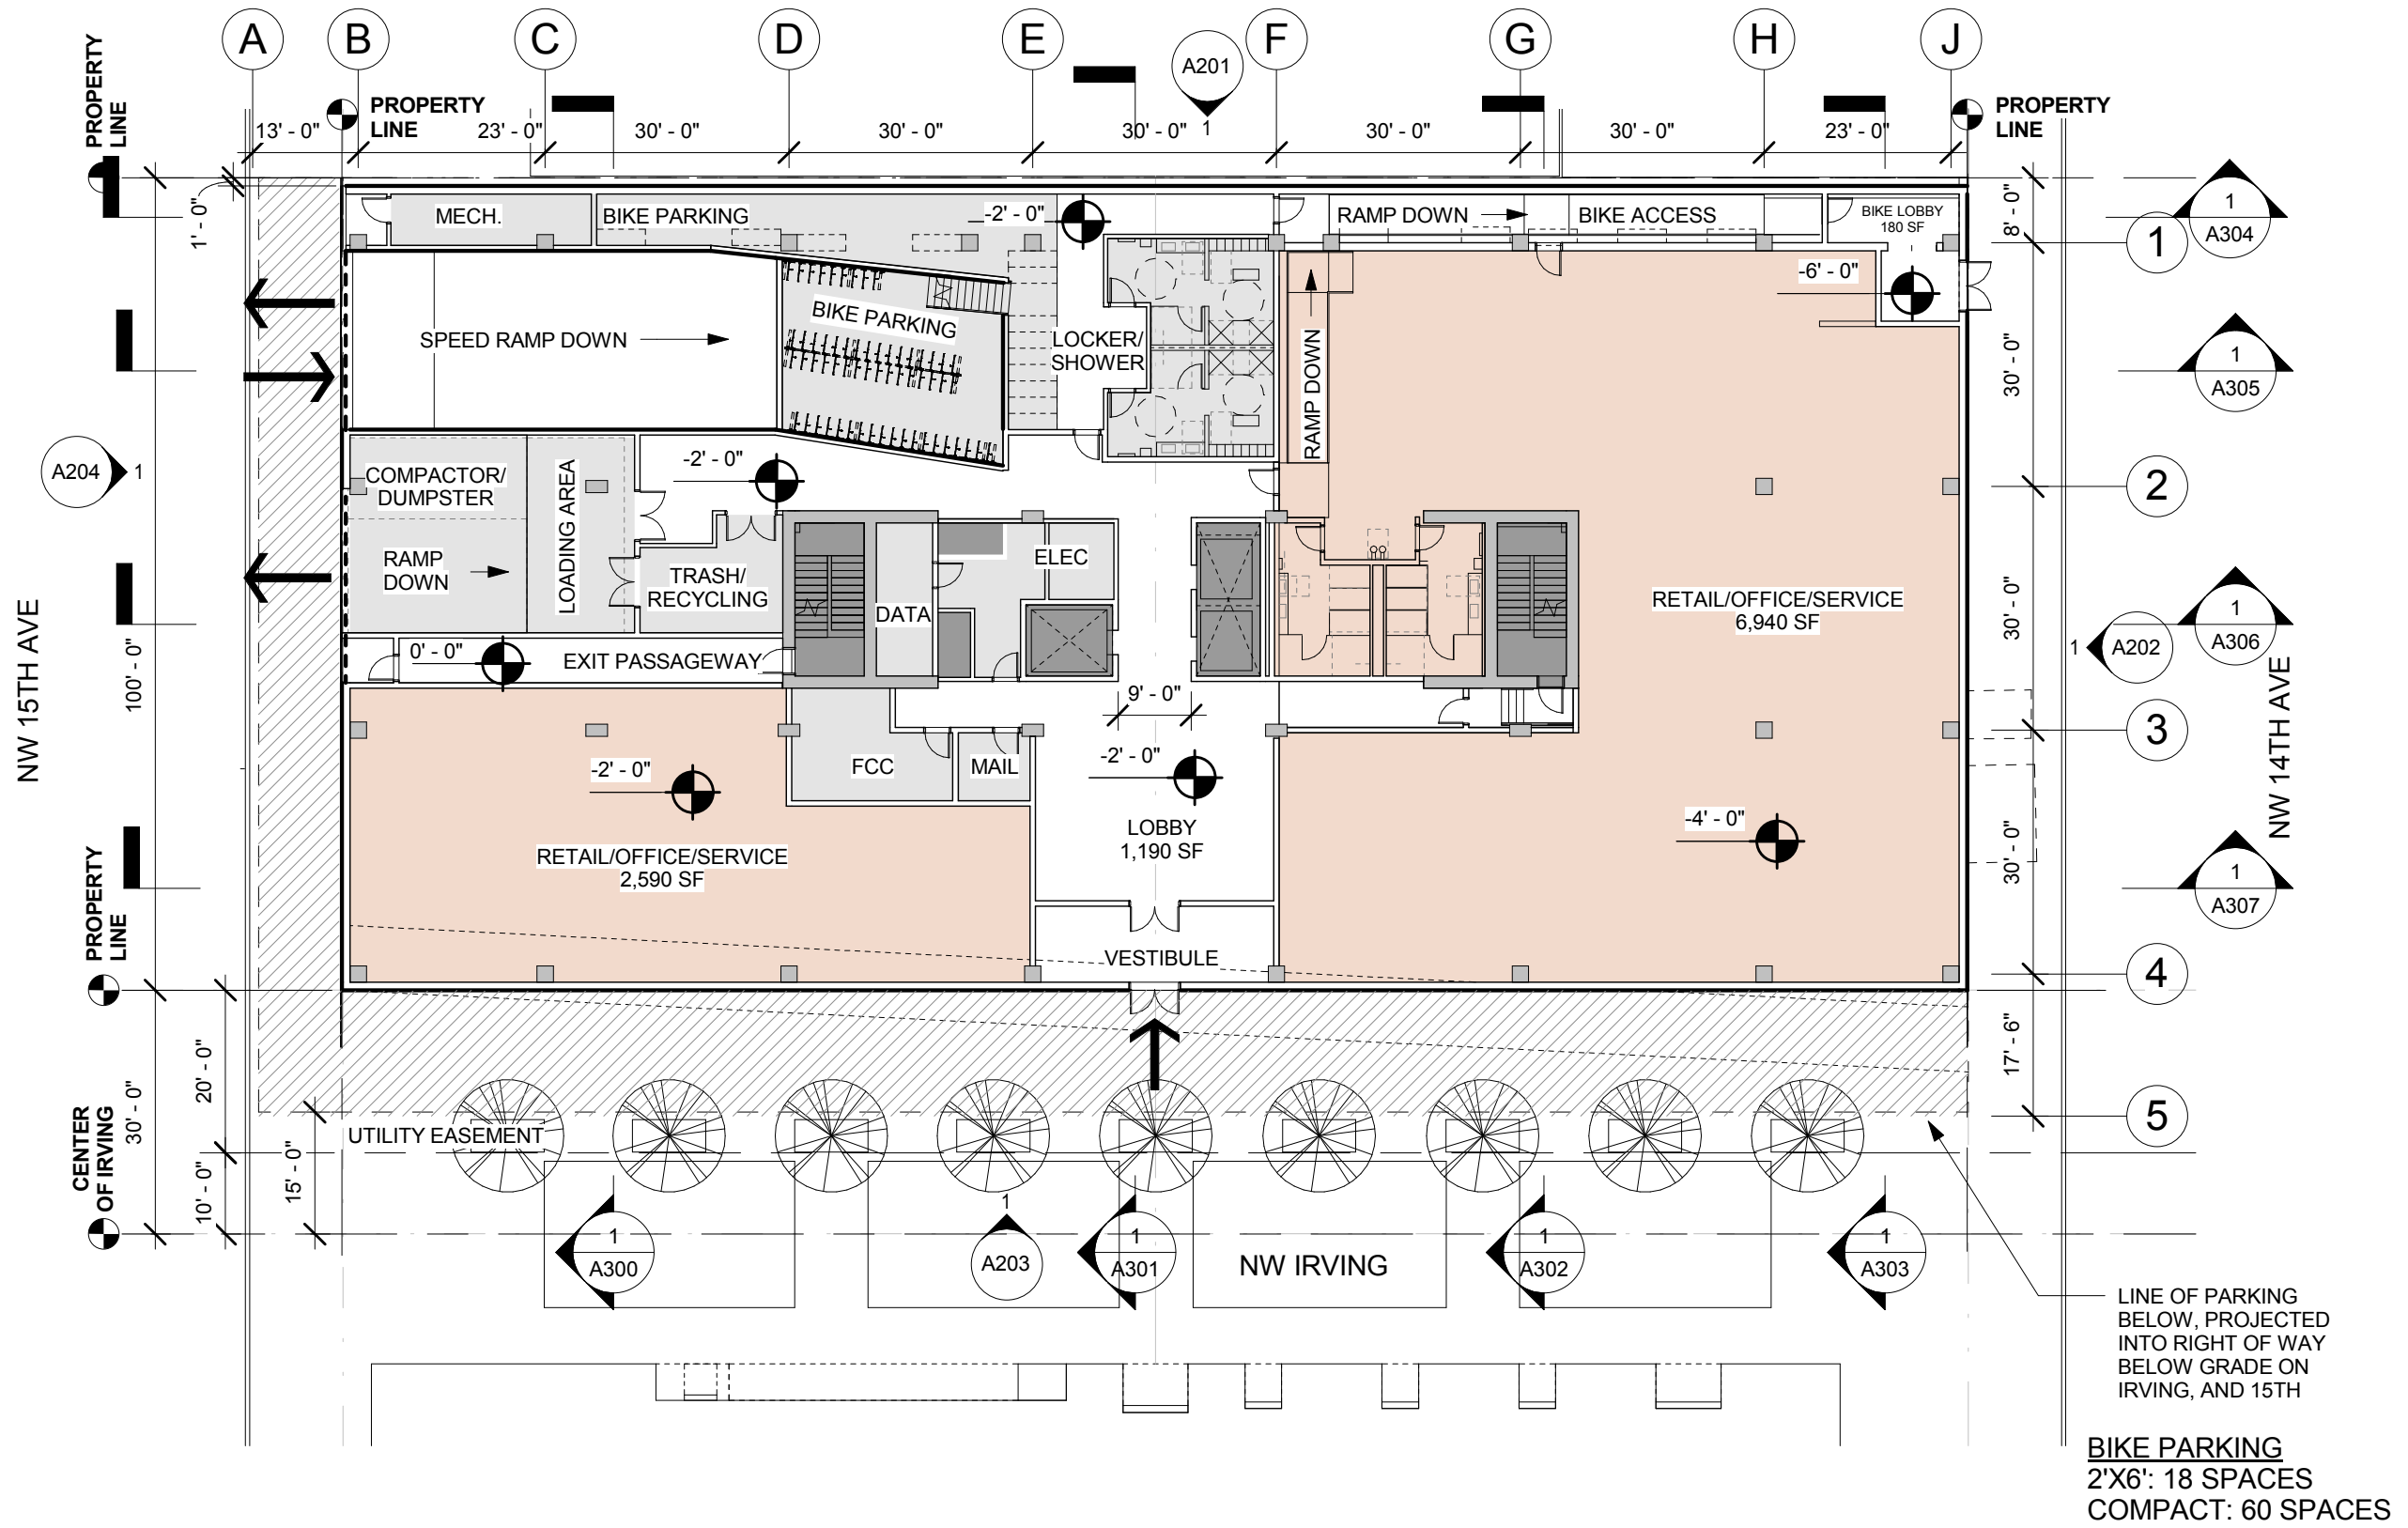 A
B
C
D
E
F
G
H
J
A201
1
PROPERTY
LINE
PROPERTY
LINE
PROPERTY
LINE
13' - 0"
23' - 0"
30' - 0"
30' - 0"
30' - 0"
30' - 0"
30' - 0"
23' - 0"
1' - 0"
8' - 0"
1
A304
1
MECH.
BIKE PARKING
-2' - 0"
RAMP DOWN
BIKE ACCESS
BIKE LOBBY
180 SF
-6' - 0"
SPEED RAMP DOWN
BIKE PARKING
LOCKER/
SHOWER
RAMP DOWN
30' - 0"
1
A305
A204
1
COMPACTOR/
DUMPSTER
LOADING AREA
-2' - 0"
2
RAMP
DOWN
TRASH/
RECYCLING
DATA
ELEC
RETAIL/OFFICE/SERVICE
6,940 SF
30' - 0"
1
A306
1
A202
NW 15TH AVE
100' - 0"
0' - 0"
EXIT PASSAGEWAY
9' - 0"
NW 14TH AVE
3
-2' - 0"
FCC
MAIL
-2' - 0"
-4' - 0"
LOBBY
1,190 SF
30' - 0"
RETAIL/OFFICE/SERVICE
2,590 SF
1
A307
PROPERTY
LINE
VESTIBULE
4
17' - 6"
20' - 0"
30' - 0"
5
UTILITY EASEMENT
CENTER
OF IRVING
10' - 0"
15' - 0"
1
A300
1
A203
1
A301
NW IRVING
1
A302
1
A303
LINE OF PARKING
BELOW, PROJECTED
INTO RIGHT OF WAY
BELOW GRADE ON
IRVING, AND 15TH
BIKE PARKING
2'X6': 18 SPACES
COMPACT: 60 SPACES